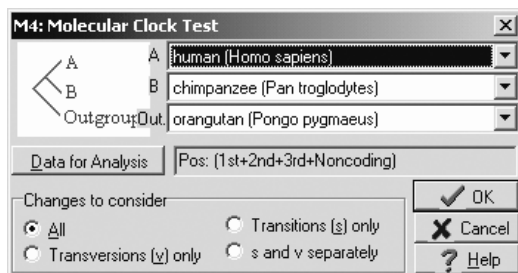 M4: Molecular Clock Test
A
B
Outgroup
A human (Homo sapiens)
B chimpanzee (Pan troglodytes)
Out. orangutan (Pongo pygmaeus)
Data for Analysis Pos: (1st+2nd+3rd+Noncoding)
Changes to consider
All Transitions (s) only
Transversions (v) only s and v separately
OK
Cancel
? Help